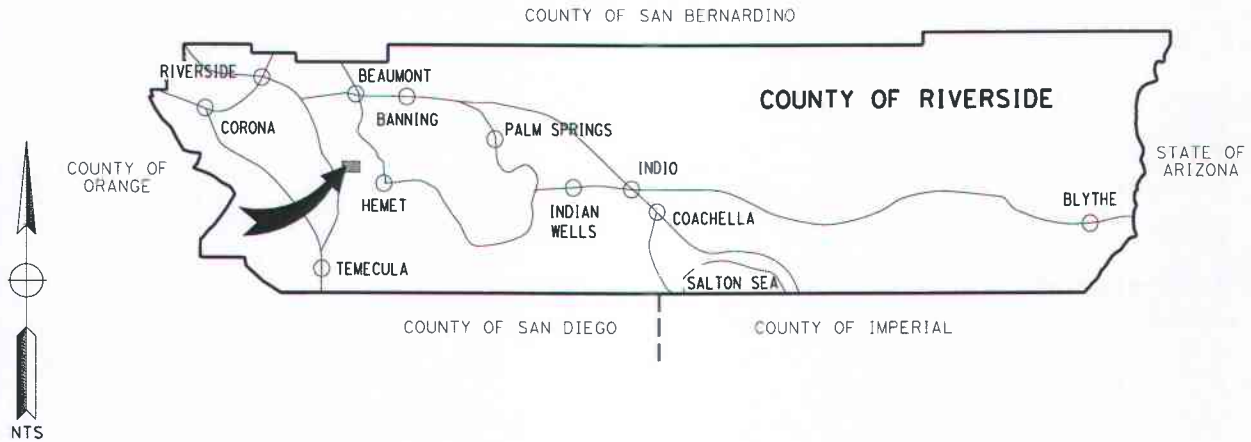 COUNTY OF SAN BERNARDINO
RIVERSIDE
BEAUMONT
COUNTY OF RIVERSIDE
CORONA
BANNING
PALM SPRINGS
STATE OF
ARIZONA
COUNTY OF
ORANGE
INDIO
HEMET
INDIAN
WELLS
COACHELLA
BLYTHE
TEMECULA
SALTON SEA
COUNTY OF SAN DIEGO
COUNTY OF IMPERIAL
NTS